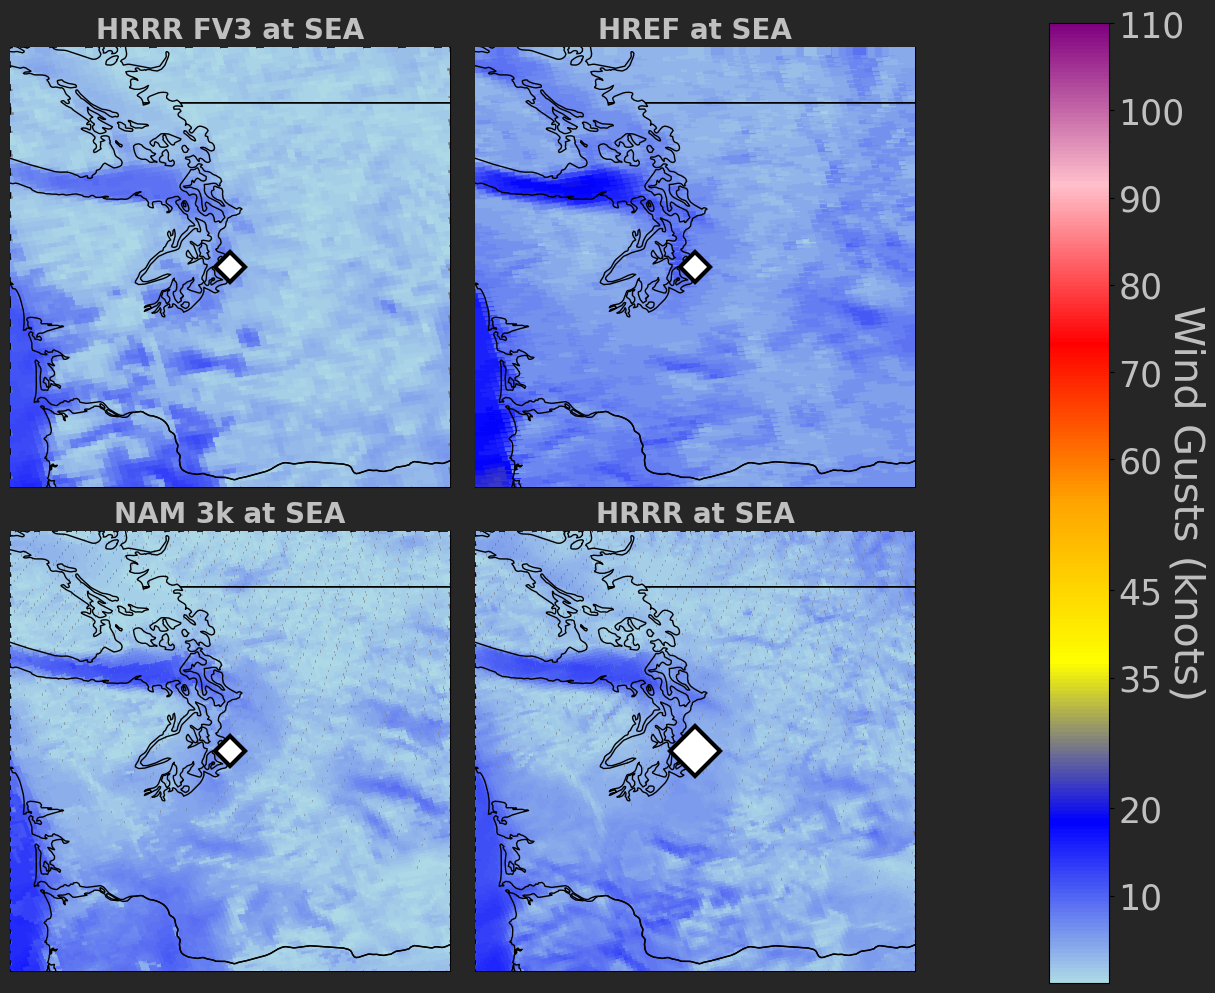 HRRR FV3 at SEA
HREF at SEA
NAM 3k at SEA
HRRR at SEA
110
100
90
80
70
60
45
35
20
10
Wind Gusts (knots)